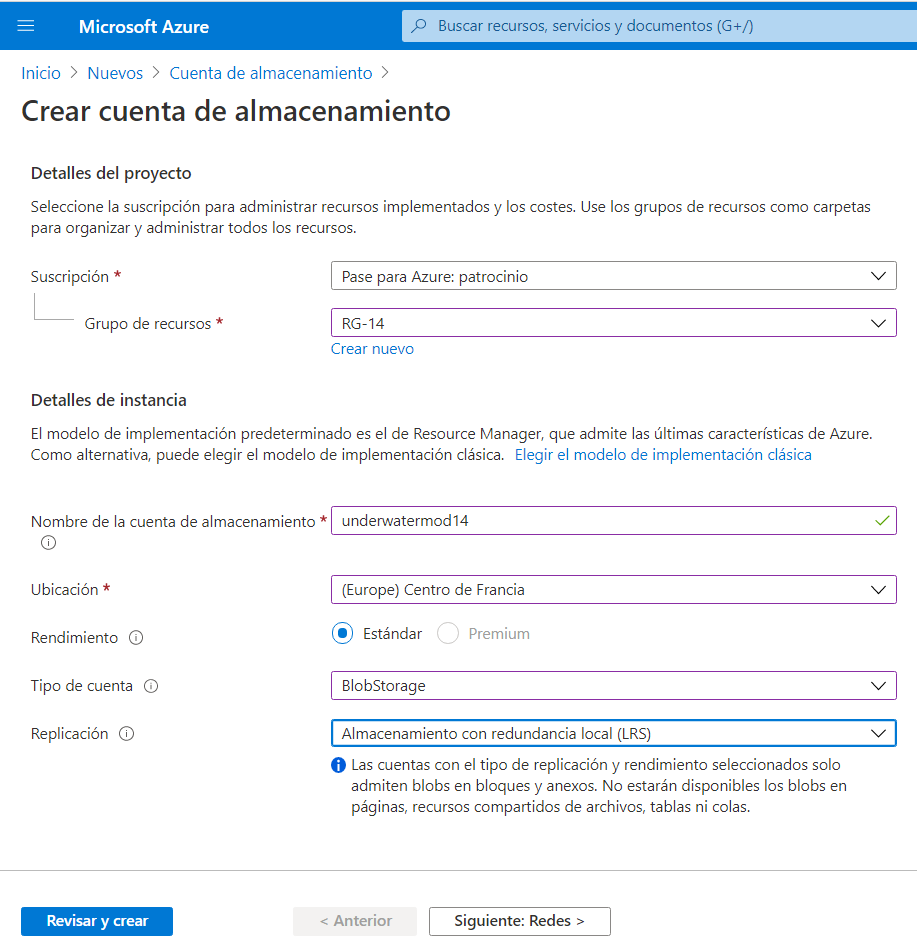 Microsoft Azure
Buscar recursos, servicios y documentos (G+/)
Inicio > Nuevos > Cuenta de almacenamiento >
Crear cuenta de almacenamiento
Detalles del proyecto
Seleccione la suscripción para administrar recursos implementados y los costes. Use los grupos de recursos como carpetas
para organizar y administrar todos los recursos.
Suscripción *
Pase para Azure: patrocinio
Grupo de recursos *
RG-14
Crear nuevo
Detalles de instancia
El modelo de implementación predeterminado es el de Resource Manager, que admite las últimas características de Azure.
Como alternativa, puede elegir el modelo de implementación clásica. Elegir el modelo de implementación clásica
Nombre de la cuenta de almacenamiento *
underwatermod14
Ubicación *
(Europe) Centro de Francia
Rendimiento
Estándar Premium
Tipo de cuenta
BlobStorage
Replicación
Almacenamiento con redundancia local (LRS)
Las cuentas con el tipo de replicación y rendimiento seleccionados solo
admiten blobs en bloques y anexos. No estarán disponibles los blobs en
páginas, recursos compartidos de archivos, tablas ni colas.
Revisar y crear
< Anterior
Siguiente: Redes >